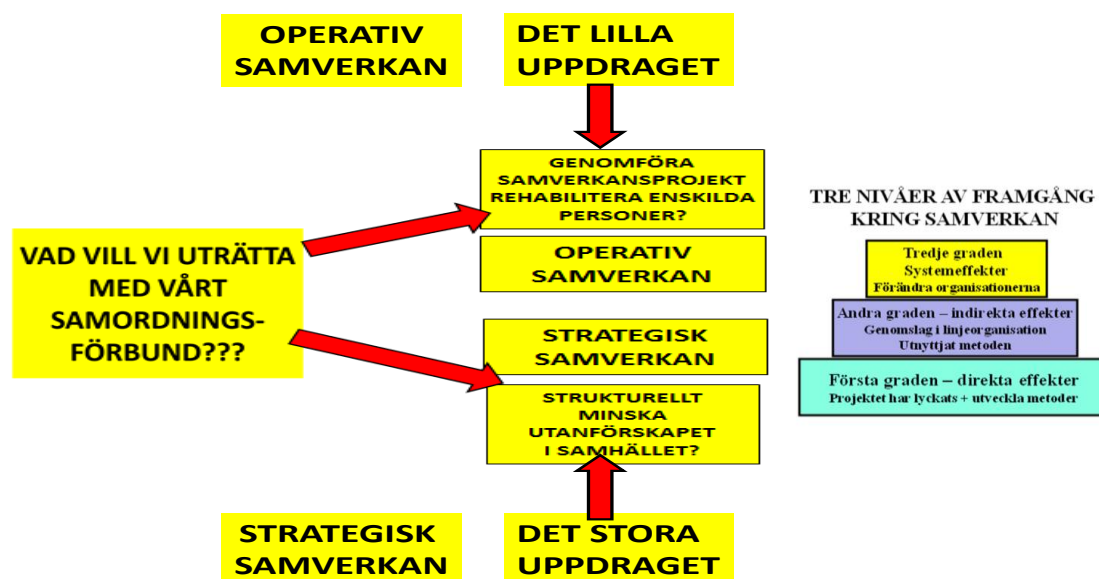 OPERATIV
SAMVERKAN
DET LILLA
UPPDRAGET
GENOMFÖRA
SAMVERKANSPROJEKT
REHABILITERA ENSKILDA
PERSONER?
OPERATIV
SAMVERKAN
VAD VILL VI UTRÄTTA
MED VÅRT
SAMORDNINGS-
FÖRBUND???
STRATEGISK
SAMVERKAN
STRUKTURELLT
MINSKA
UTANFÖRSKAPET
I SAMHÄLLET?
STRATEGISK
SAMVERKAN
DET STORA
UPPDRAGET
TRE NIVÅER AV FRAMGÅNG
KRING SAMVERKAN
Tredje graden
Systemeffekter
Förändra organisationerna
Andra graden – indirekta effekter
Genomslag i linjeorganisation
Utnyttjat metoden
Första graden – direkta effekter
Projektet har lyckats + utveckla metoder